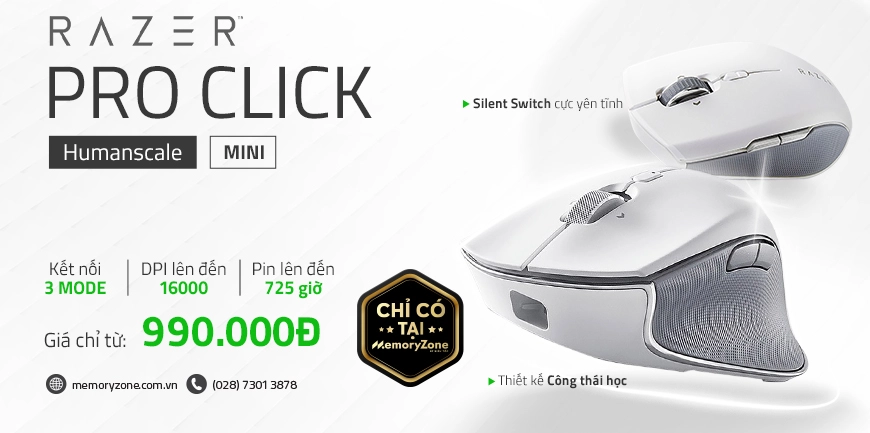 RAZER™
PRO CLICK
Humanscale
MINI
Silent Switch cực yên tĩnh
RAZER
Kết nối
3 MODE
DPI lên đến
16000
Pin lên đến
725 giờ
Giá chỉ từ: 990.000Đ
CHỈ CÓ
TẠI
MemoryZone
Thiết kế Công thái học
memoryzone.com.vn
(028) 7301 3878